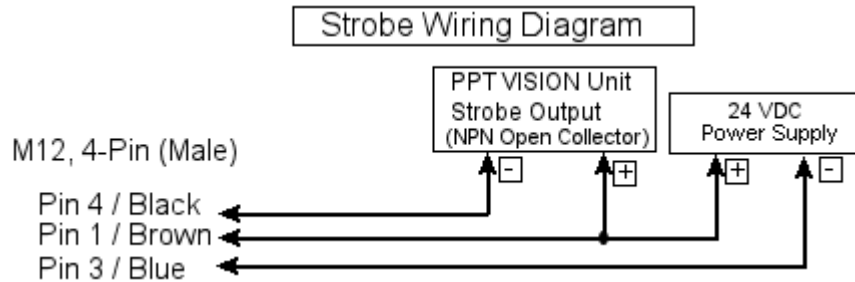 Strobe Wiring Diagram
PPT VISION Unit
Strobe Output
(NPN Open Collector)
24 VDC
Power Supply
M12, 4-Pin (Male)
- + + -
Pin 4 / Black
Pin 1 / Brown
Pin 3 / Blue